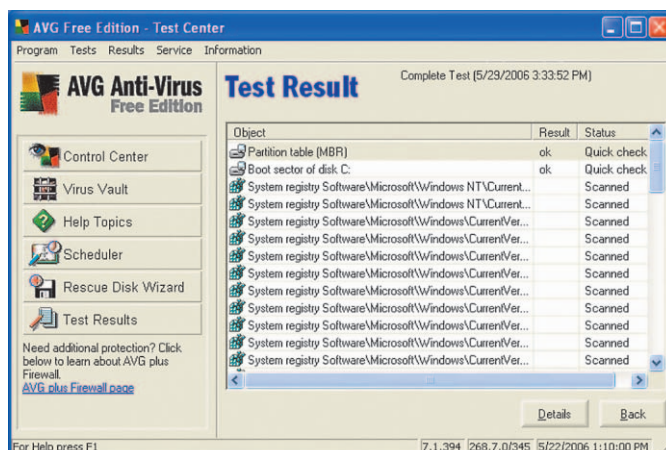 AVG Free Edition - Test Center
Program Tests Results Service Information
AVG Anti-Virus
Free Edition
Control Center
Virus Vault
Help Topics
Scheduler
Rescue Disk Wizard
Test Results
Need additional protection? Click
below to learn about AVG plus
Firewall.
AVG plus Firewall page
Test Result
Complete Test (5/29/2006 3:33:52 PM)
Object Result Status
Partition table (MBR) ok Quick check
Boot sector of disk C: ok Quick check
System registry Software\Microsoft\Windows NT\Current... Scanned
System registry Software\Microsoft\Windows NT\Current... Scanned
System registry Software\Microsoft\Windows\CurrentVer... Scanned
System registry Software\Microsoft\Windows\CurrentVer... Scanned
System registry Software\Microsoft\Windows\CurrentVer... Scanned
System registry Software\Microsoft\Windows\CurrentVer... Scanned
System registry Software\Microsoft\Windows\CurrentVer... Scanned
System registry Software\Microsoft\Windows\CurrentVer... Scanned
System registry Software\Microsoft\Windows\CurrentVer... Scanned
System registry Software\Microsoft\Windows\CurrentVer... Scanned
System registry Software\Microsoft\Windows\CurrentVer... Scanned
Details Back
For Help press F1 7.1.394 268.7.0/345 5/22/2006 1:10:00 PM